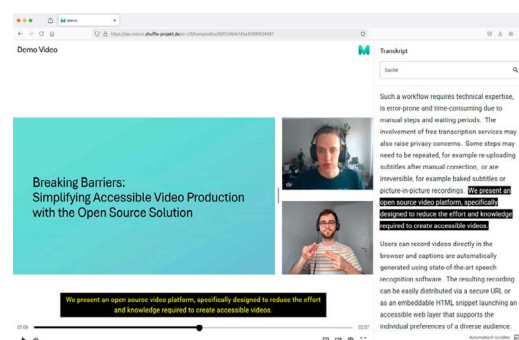 Melvin
Demo Video
Breaking Barriers:
Simplifying Accessible Video Production
with the Open Source Solution
We present an open source video platform, specifically designed to reduce the effort
and knowledge required to create accessible videos.
01:06
02:07
Transkript
Suche
Such a workflow requires technical expertise,
is error-prone and time-consuming due to
manual steps and waiting periods. The
involvement of free transcription services may
also raise privacy concerns. Some steps may
need to be repeated, for example re-uploading
subtitles after manual correction, or are
irreversible, for example baked subtitles or
picture-in-picture recordings. We present an
open source video platform, specifically
designed to reduce the effort and knowledge
required to create accessible videos.
Users can record videos directly in the
browser and captions are automatically
generated using state-of-the-art speech
recognition software. The resulting recording
can be easily distributed via a secure URL or
as an embeddable HTML snippet launching an
accessible web layer that supports the
individual preferences of a diverse audience.
Automatisch scrollen